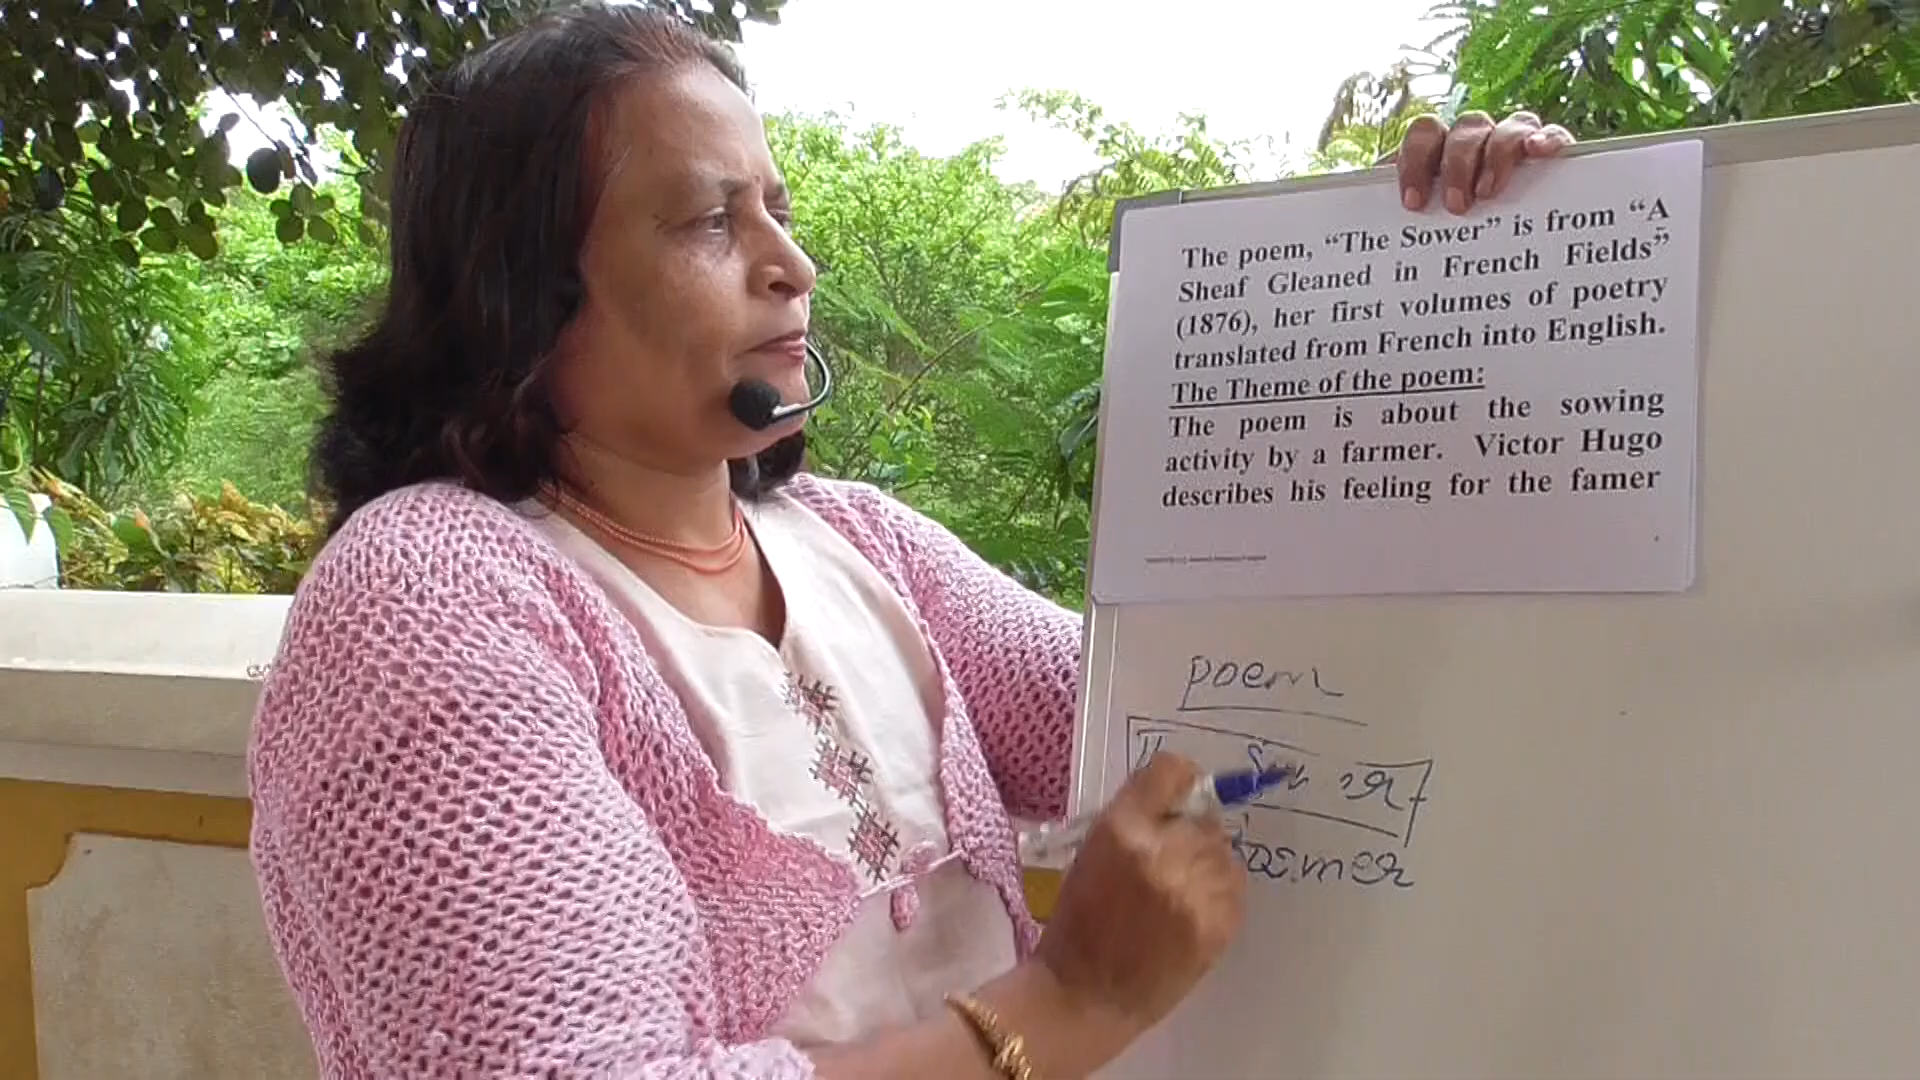 The poem, “The Sower” is from “A
Sheaf Gleaned in French Fields”
(1876), her first volumes of poetry
translated from French into English.
The Theme of the poem:
The poem is about the sowing
activity by a farmer. Victor Hugo
describes his feeling for the famer
poem